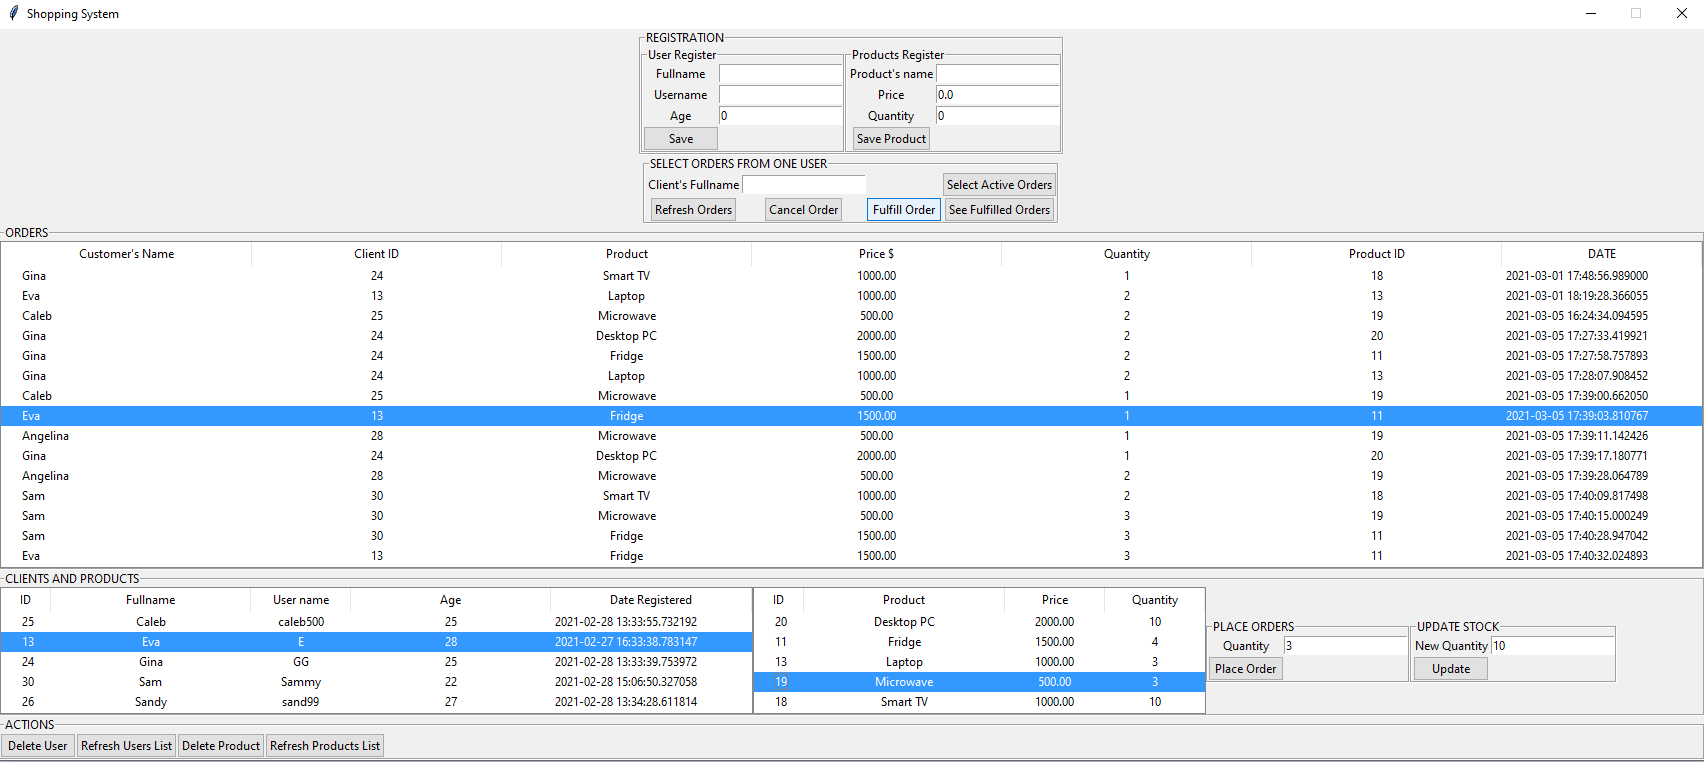 Shopping System
REGISTRATION
User Register Products Register
Fullname Product's name
Username Price 0.0
Age 0 Quantity 0
Save Save Product
SELECT ORDERS FROM ONE USER
Client's Fullname Select Active Orders
Refresh Orders Cancel Order Fulfill Order See Fulfilled Orders
ORDERS
Customer's Name Client ID Product Price $ Quantity Product ID DATE
Gina 24 Smart TV 1000.00 1 18 2021-03-01 17:48:56.989000
Eva 13 Laptop 1000.00 2 13 2021-03-01 18:19:28.366055
Caleb 25 Microwave 500.00 2 19 2021-03-05 16:24:34.094595
Gina 24 Desktop PC 2000.00 2 20 2021-03-05 17:27:33.419921
Gina 24 Fridge 1500.00 2 11 2021-03-05 17:27:58.757893
Gina 24 Laptop 1000.00 2 13 2021-03-05 17:28:07.908452
Caleb 25 Microwave 500.00 1 19 2021-03-05 17:39:00.662050
Eva 13 Fridge 1500.00 1 11 2021-03-05 17:39:03.810767
Angelina 28 Microwave 500.00 1 19 2021-03-05 17:39:11.142426
Gina 24 Desktop PC 2000.00 1 20 2021-03-05 17:39:17.180771
Angelina 28 Microwave 500.00 2 19 2021-03-05 17:39:28.064789
Sam 30 Smart TV 1000.00 2 18 2021-03-05 17:40:09.817498
Sam 30 Microwave 500.00 3 19 2021-03-05 17:40:15.000249
Sam 30 Fridge 1500.00 3 11 2021-03-05 17:40:28.947042
Eva 13 Fridge 1500.00 3 11 2021-03-05 17:40:32.024893
CLIENTS AND PRODUCTS
ID Fullname User name Age Date Registered
25 Caleb caleb500 25 2021-02-28 13:33:55.732192
13 Eva E 28 2021-02-27 16:33:38.783147
24 Gina GG 25 2021-02-28 13:33:39.753972
30 Sam Sammy 22 2021-02-28 15:06:50.327058
26 Sandy sand99 27 2021-02-28 13:34:28.611814
ID Product Price Quantity
20 Desktop PC 2000.00 10
11 Fridge 1500.00 4
13 Laptop 1000.00 3
19 Microwave 500.00 3
18 Smart TV 1000.00 10
PLACE ORDERS
Quantity 3
Place Order
UPDATE STOCK
New Quantity 10
Update
ACTIONS
Delete User Refresh Users List Delete Product Refresh Products List